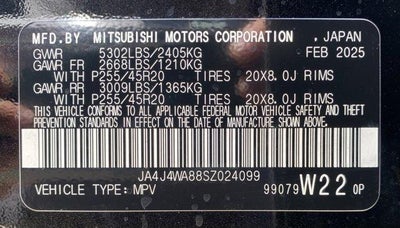 MFD.BY MITSUBISHI MOTORS CORPORATION , JAPAN
GVWR 5302LBS/2405KG FEB 2025
GAWR FR 2668LBS/1210KG
WITH P255/45R20 TIRES 20X8.0J RIMS
GAWR RR 3009LBS/1365KG
WITH P255/45R20 TIRES 20X8.0J RIMS
THIS VEHICLE CONFORMS TO ALL APPLICABLE FEDERAL MOTOR VEHICLE SAFETY AND
THEFT PREVENTION STANDARDS IN EFFECT ON THE DATE OF MANUFACTURE SHOWN ABOVE.
JA4J4WA88SZ024099
VEHICLE TYPE:MPV 99079 W22 0P